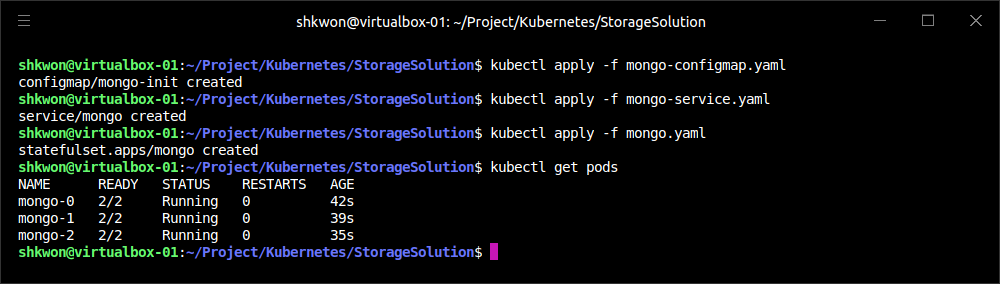 shkwon@virtualbox-01: ~/Project/Kubernetes/StorageSolution
shkwon@virtualbox-01:~/Project/Kubernetes/StorageSolution$ kubectl apply -f mongo-configmap.yaml
configmap/mongo-init created
shkwon@virtualbox-01:~/Project/Kubernetes/StorageSolution$ kubectl apply -f mongo-service.yaml
service/mongo created
shkwon@virtualbox-01:~/Project/Kubernetes/StorageSolution$ kubectl apply -f mongo.yaml
statefulset.apps/mongo created
shkwon@virtualbox-01:~/Project/Kubernetes/StorageSolution$ kubectl get pods
NAME      READY   STATUS    RESTARTS   AGE
mongo-0   2/2     Running   0          42s
mongo-1   2/2     Running   0          39s
mongo-2   2/2     Running   0          35s
shkwon@virtualbox-01:~/Project/Kubernetes/StorageSolution$